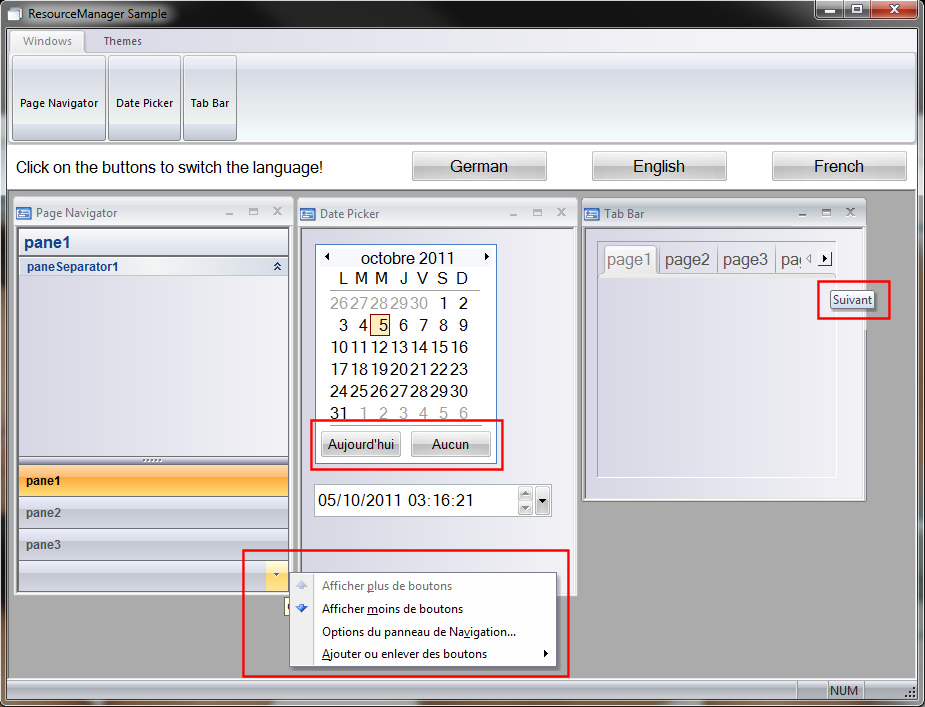 ResourceManager Sample
Windows Themes
Page Navigator Date Picker Tab Bar
Click on the buttons to switch the language! German English French
Page Navigator
pane1
paneSeparator1
pane1
pane2
pane3
Date Picker
octobre 2011
L M M J V S D
26 27 28 29 30 1 2
3 4 5 6 7 8 9
10 11 12 13 14 15 16
17 18 19 20 21 22 23
24 25 26 27 28 29 30
31 1 2 3 4 5 6
Aujourd'hui Aucun
05/10/2011 03:16:21
Tab Bar
page1 page2 page3
Suivant
Afficher plus de boutons
Afficher moins de boutons
Options du panneau de Navigation...
Ajouter ou enlever des boutons
NUM